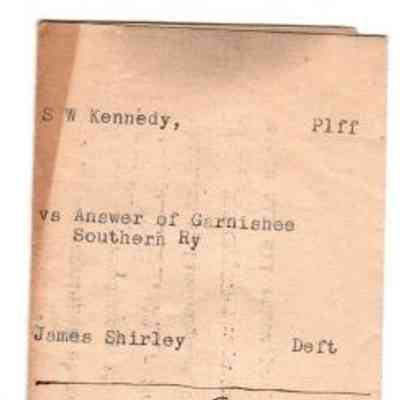 S W Kennedy, Plff
vs Answer of Garnishee
Southern Ry
James Shirley Deft